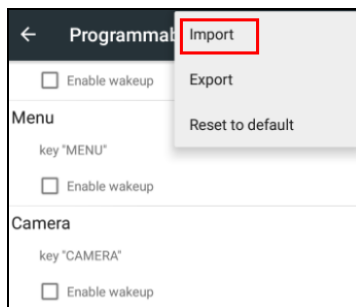 Programmab
Import
Enable wakeup
Export
Menu
Reset to default
key "MENU"
Enable wakeup
Camera
key "CAMERA"
Enable wakeup